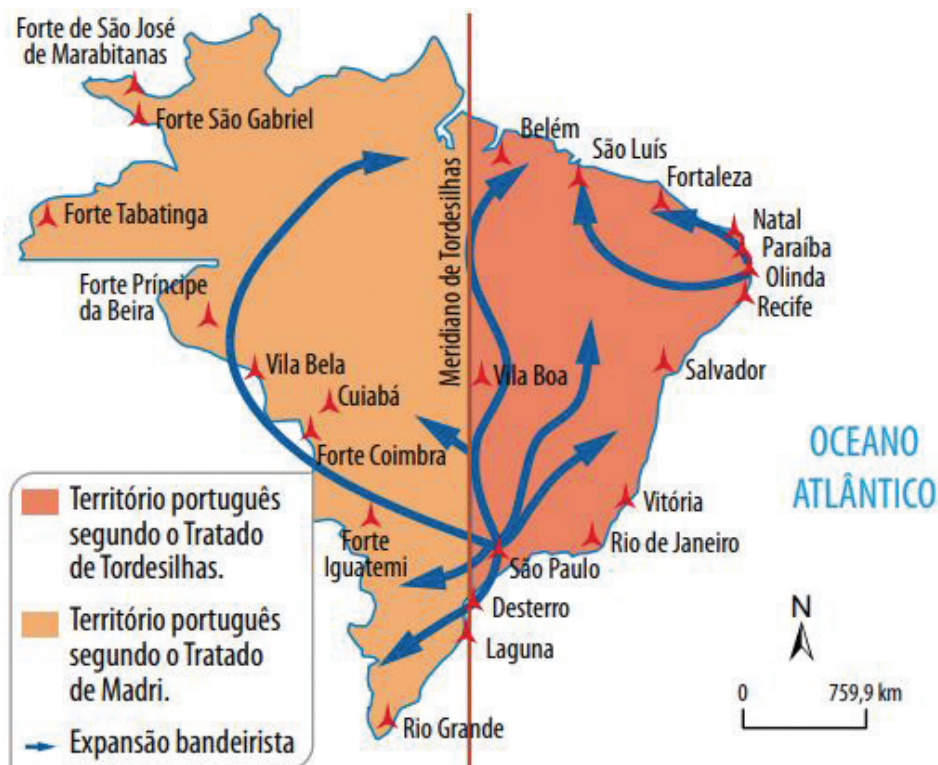 Forte de São José
de Marabitanas
Forte São Gabriel
Forte Tabatinga
Forte Príncipe
da Beira
Vila Bela
Cuiabá
Forte Coimbra
Forte
Iguatemi
Meridiano de Tordesilhas
Belém
São Luís
Fortaleza
Natal
Paraíba
Olinda
Recife
Salvador
Vila Boa
Vitória
Rio de Janeiro
São Paulo
Desterro
Laguna
Rio Grande
OCEANO
ATLÂNTICO
N
0 759,9 km
Território português
segundo o Tratado
de Tordesilhas.
Território português
segundo o Tratado
de Madri.
Expansão bandeirista